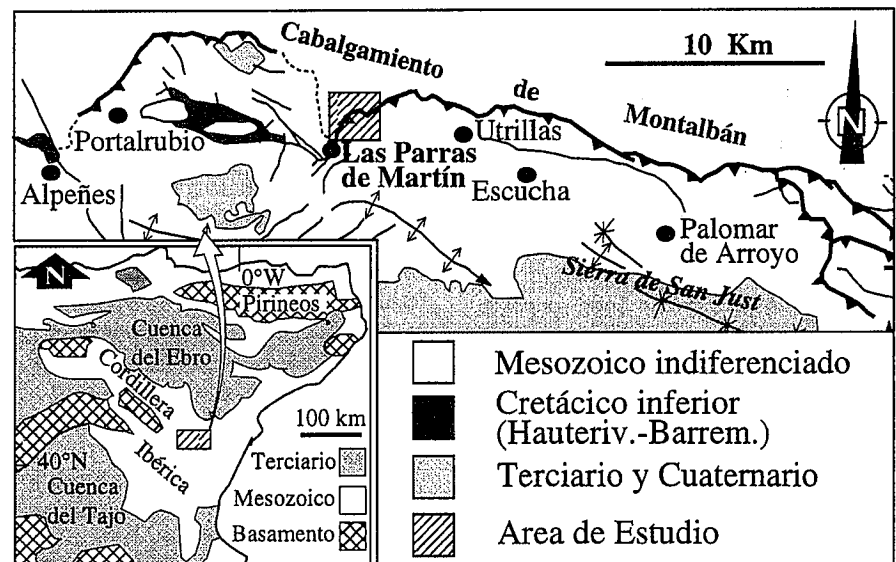 Cabalgamiento
de
Montalbán
10 Km
N
Portalrubio
Utrillas
Las Parras
de Martín
Alpeñes
Escucha
Palomar
de Arroyo
Sierra de San Just
N
0°W
Pirineos
Cuenca
del Ebro
Cordillera
Ibérica
100 km
40°N
Cuenca
del Tajo
Terciario
Mesozoico
Basamento
Mesozoico indiferenciado
Cretácico inferior
(Hauteriv.-Barrem.)
Terciario y Cuaternario
Area de Estudio